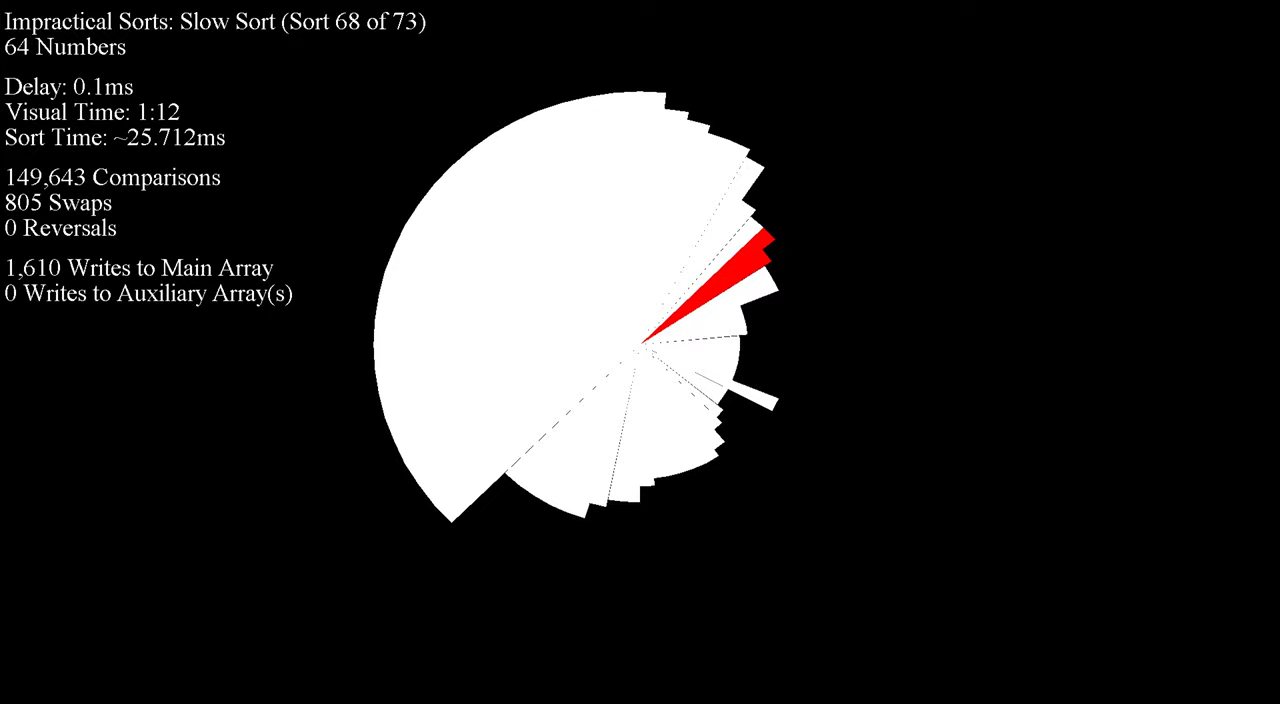 Impractical Sorts: Slow Sort (Sort 68 of 73)
64 Numbers
Delay: 0.1ms
Visual Time: 1:12
Sort Time: ~25.712ms
149,643 Comparisons
805 Swaps
0 Reversals
1,610 Writes to Main Array
0 Writes to Auxiliary Array(s)